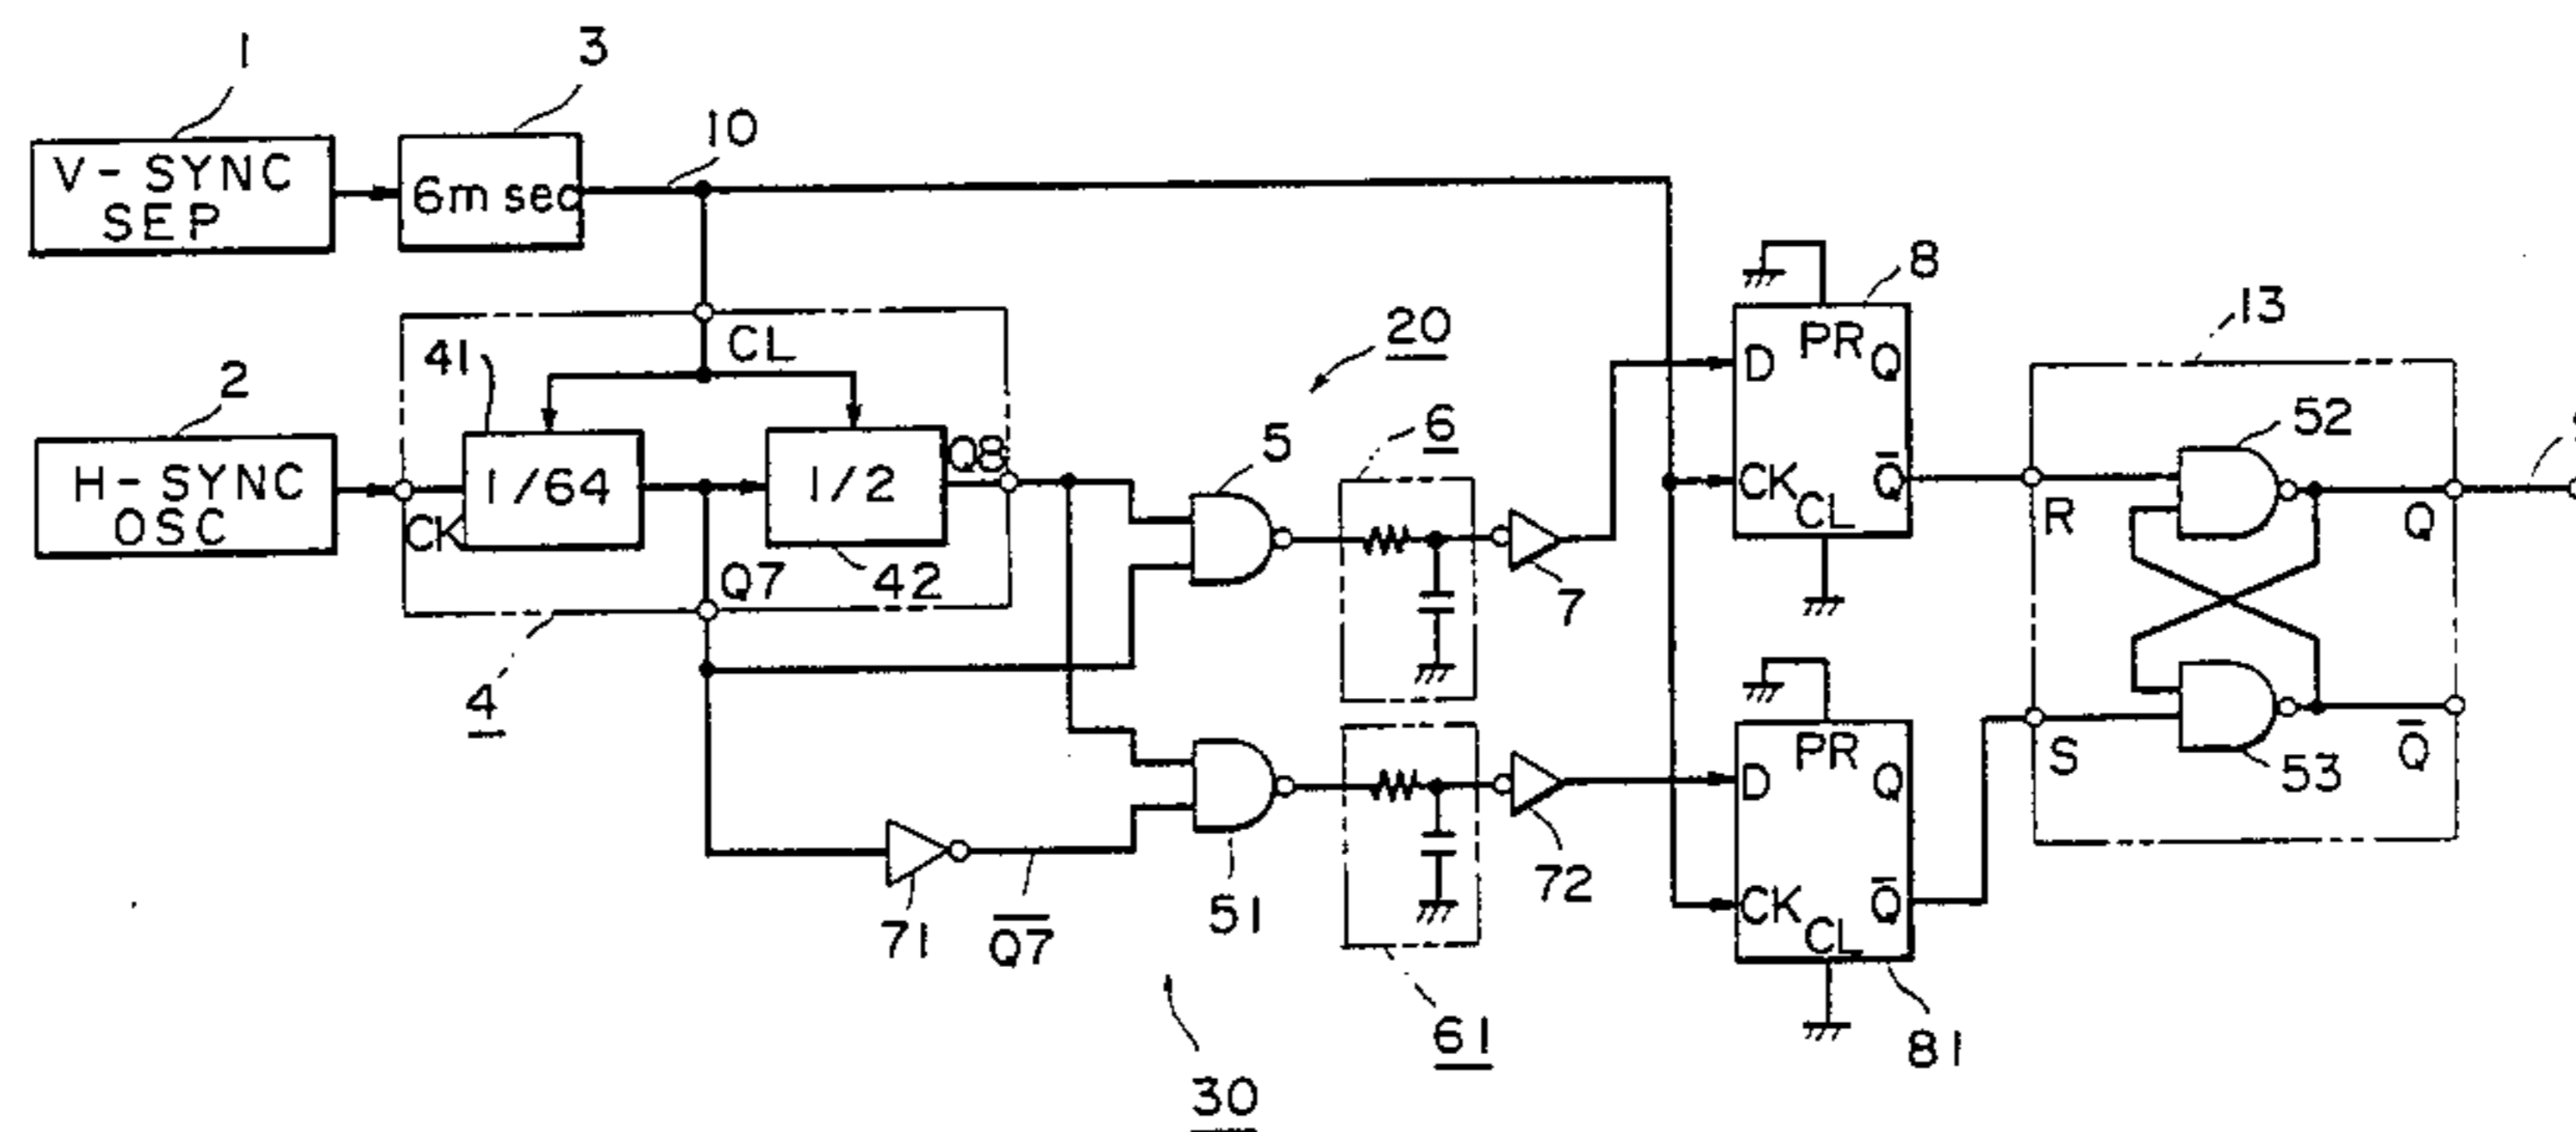 1
3
10
V-SYNC
SEP
6m sec
8
20
13
CL
41
PR
Q
D
2
6
52
5
Q8
H-SYNC
OSC
1/64
1/2
CK
CK
Q̅
CL
R
Q
Q7
42
7
4
PR
Q
D
S
Q̅
53
72
71
Q̅7̅
51
CK
Q̅
CL
61
81
30